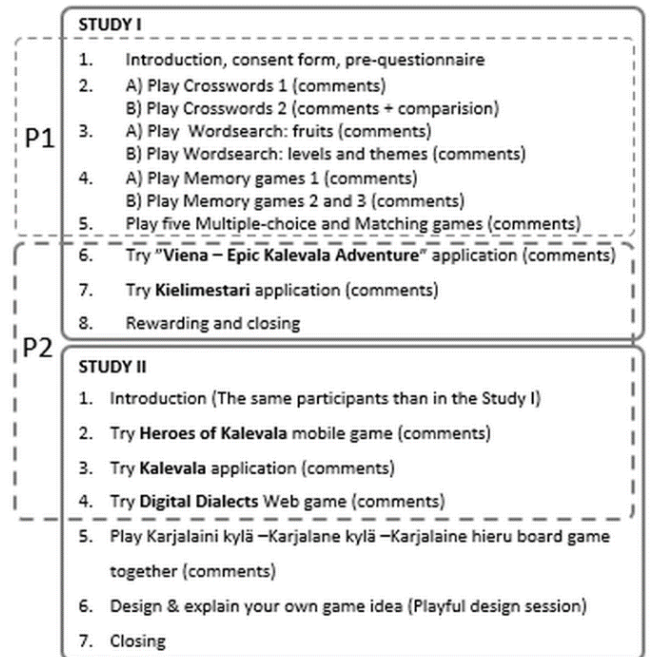 STUDY I
1. Introduction, consent form, pre-questionnaire
2. A) Play Crosswords 1 (comments)
B) Play Crosswords 2 (comments + comparision)
3. A) Play Wordsearch: fruits (comments)
B) Play Wordsearch: levels and themes (comments)
P1
4. A) Play Memory games 1 (comments)
B) Play Memory games 2 and 3 (comments)
5. Play five Multiple-choice and Matching games (comments)
6. Try "Viena – Epic Kalevala Adventure" application (comments)
7. Try Kielimestari application (comments)
8. Rewarding and closing
P2
STUDY II
1. Introduction (The same participants than in the Study I)
2. Try Heroes of Kalevala mobile game (comments)
3. Try Kalevala application (comments)
4. Try Digital Dialects Web game (comments)
5. Play Karjalaini kylä –Karjalane kylä –Karjalaine hieru board game
together (comments)
6. Design & explain your own game idea (Playful design session)
7. Closing